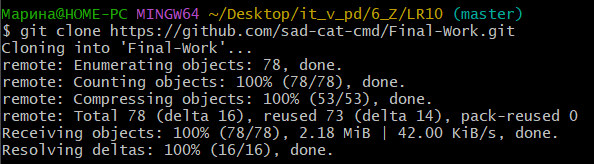 Марина@HOME-PC MINGW64 ~/Desktop/it_v_pd/6_Z/LR10 (master)
$ git clone https://github.com/sad-cat-cmd/Final-Work.git
Cloning into 'Final-Work'...
remote: Enumerating objects: 78, done.
remote: Counting objects: 100% (78/78), done.
remote: Compressing objects: 100% (53/53), done.
remote: Total 78 (delta 16), reused 73 (delta 14), pack-reused 0
Receiving objects: 100% (78/78), 2.18 MiB | 42.00 KiB/s, done.
Resolving deltas: 100% (16/16), done.